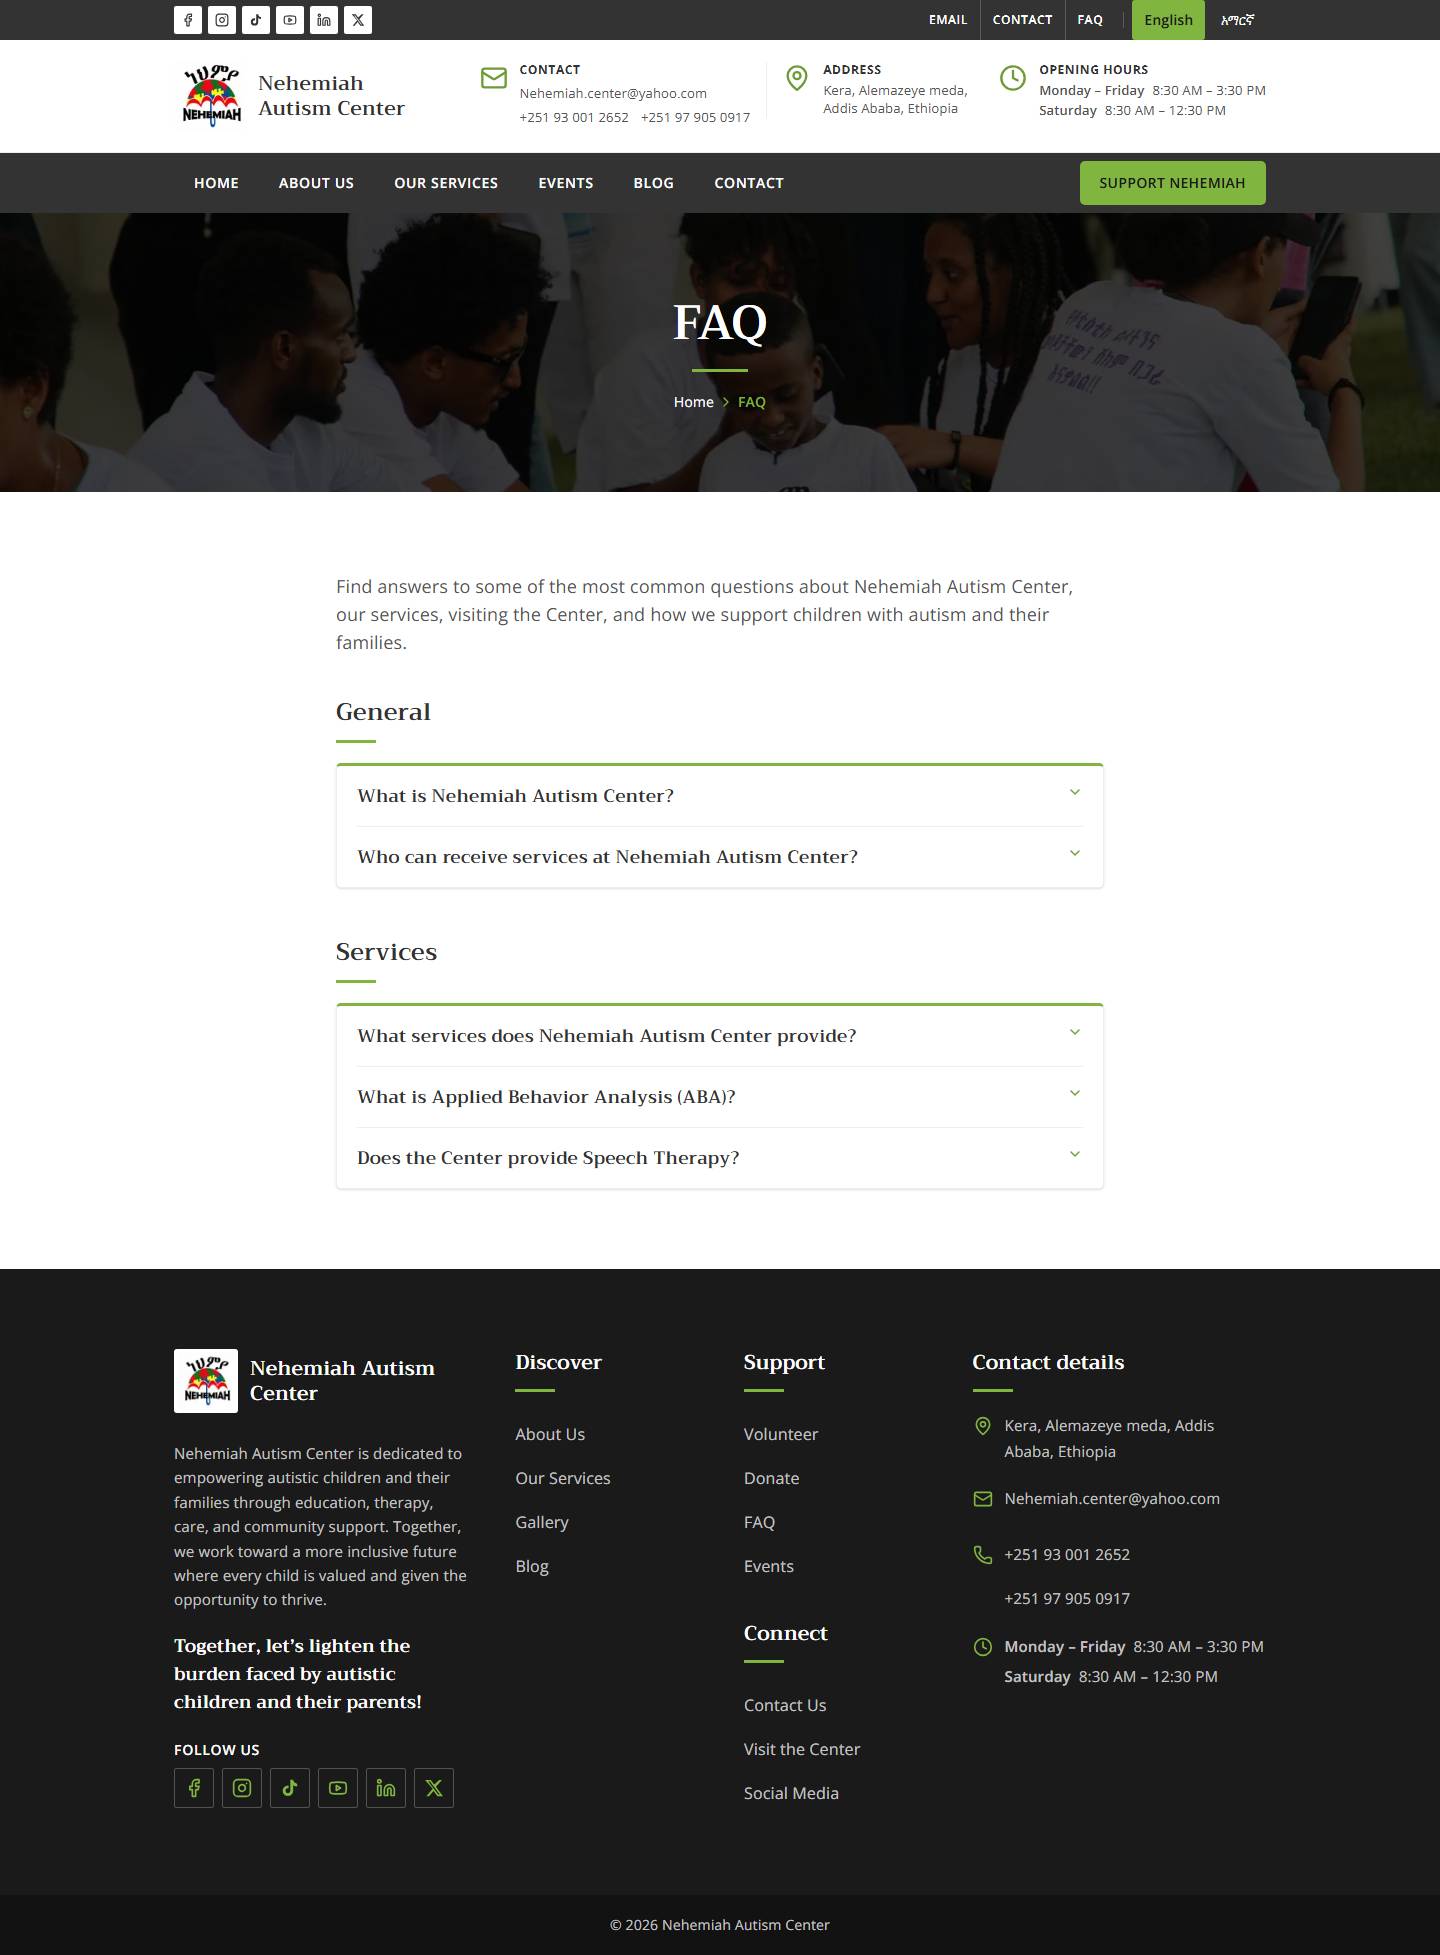 EMAIL CONTACT FAQ English አማርኛ
ነህምያ
NEHEMIAH
Nehemiah
Autism Center
CONTACT
Nehemiah.center@yahoo.com
+251 93 001 2652 +251 97 905 0917
ADDRESS
Kera, Alemazeye meda,
Addis Ababa, Ethiopia
OPENING HOURS
Monday – Friday 8:30 AM – 3:30 PM
Saturday 8:30 AM – 12:30 PM
HOME ABOUT US OUR SERVICES EVENTS BLOG CONTACT SUPPORT NEHEMIAH
FAQ
Home > FAQ
Find answers to some of the most common questions about Nehemiah Autism Center,
our services, visiting the Center, and how we support children with autism and their
families.
General
What is Nehemiah Autism Center?
Who can receive services at Nehemiah Autism Center?
Services
What services does Nehemiah Autism Center provide?
What is Applied Behavior Analysis (ABA)?
Does the Center provide Speech Therapy?
ነህምያ
NEHEMIAH
Nehemiah Autism
Center
Nehemiah Autism Center is dedicated to
empowering autistic children and their
families through education, therapy,
care, and community support. Together,
we work toward a more inclusive future
where every child is valued and given the
opportunity to thrive.
Together, let’s lighten the
burden faced by autistic
children and their parents!
FOLLOW US
Discover
About Us
Our Services
Gallery
Blog
Support
Volunteer
Donate
FAQ
Events
Connect
Contact Us
Visit the Center
Social Media
Contact details
Kera, Alemazeye meda, Addis
Ababa, Ethiopia
Nehemiah.center@yahoo.com
+251 93 001 2652
+251 97 905 0917
Monday – Friday 8:30 AM – 3:30 PM
Saturday 8:30 AM – 12:30 PM
© 2026 Nehemiah Autism Center